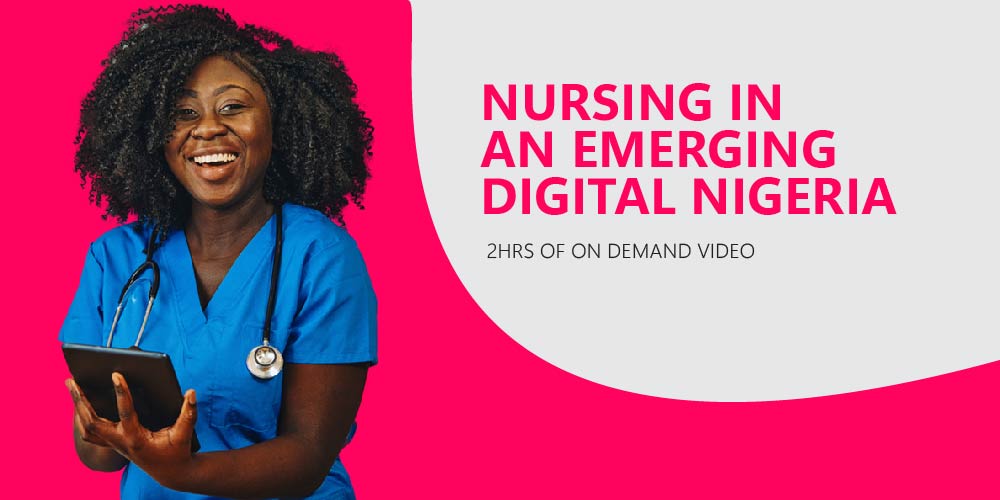 NURSING IN
AN EMERGING
DIGITAL NIGERIA
2HRS OF ON DEMAND VIDEO